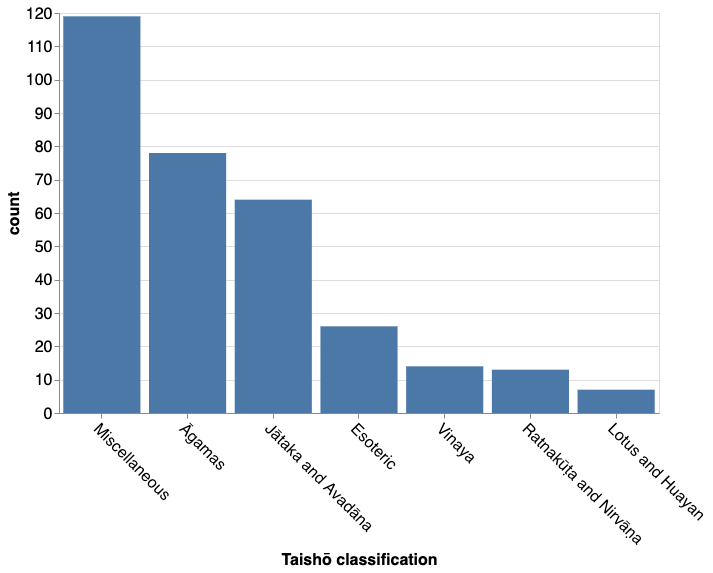 120
110
100
90
80
70
60
50
40
30
20
10
0
count
Miscellaneous
Āgamas
Jātaka and Avadāna
Esoteric
Vinaya
Ratnakūṭa and Nirvāṇa
Lotus and Huayan
Taishō classification